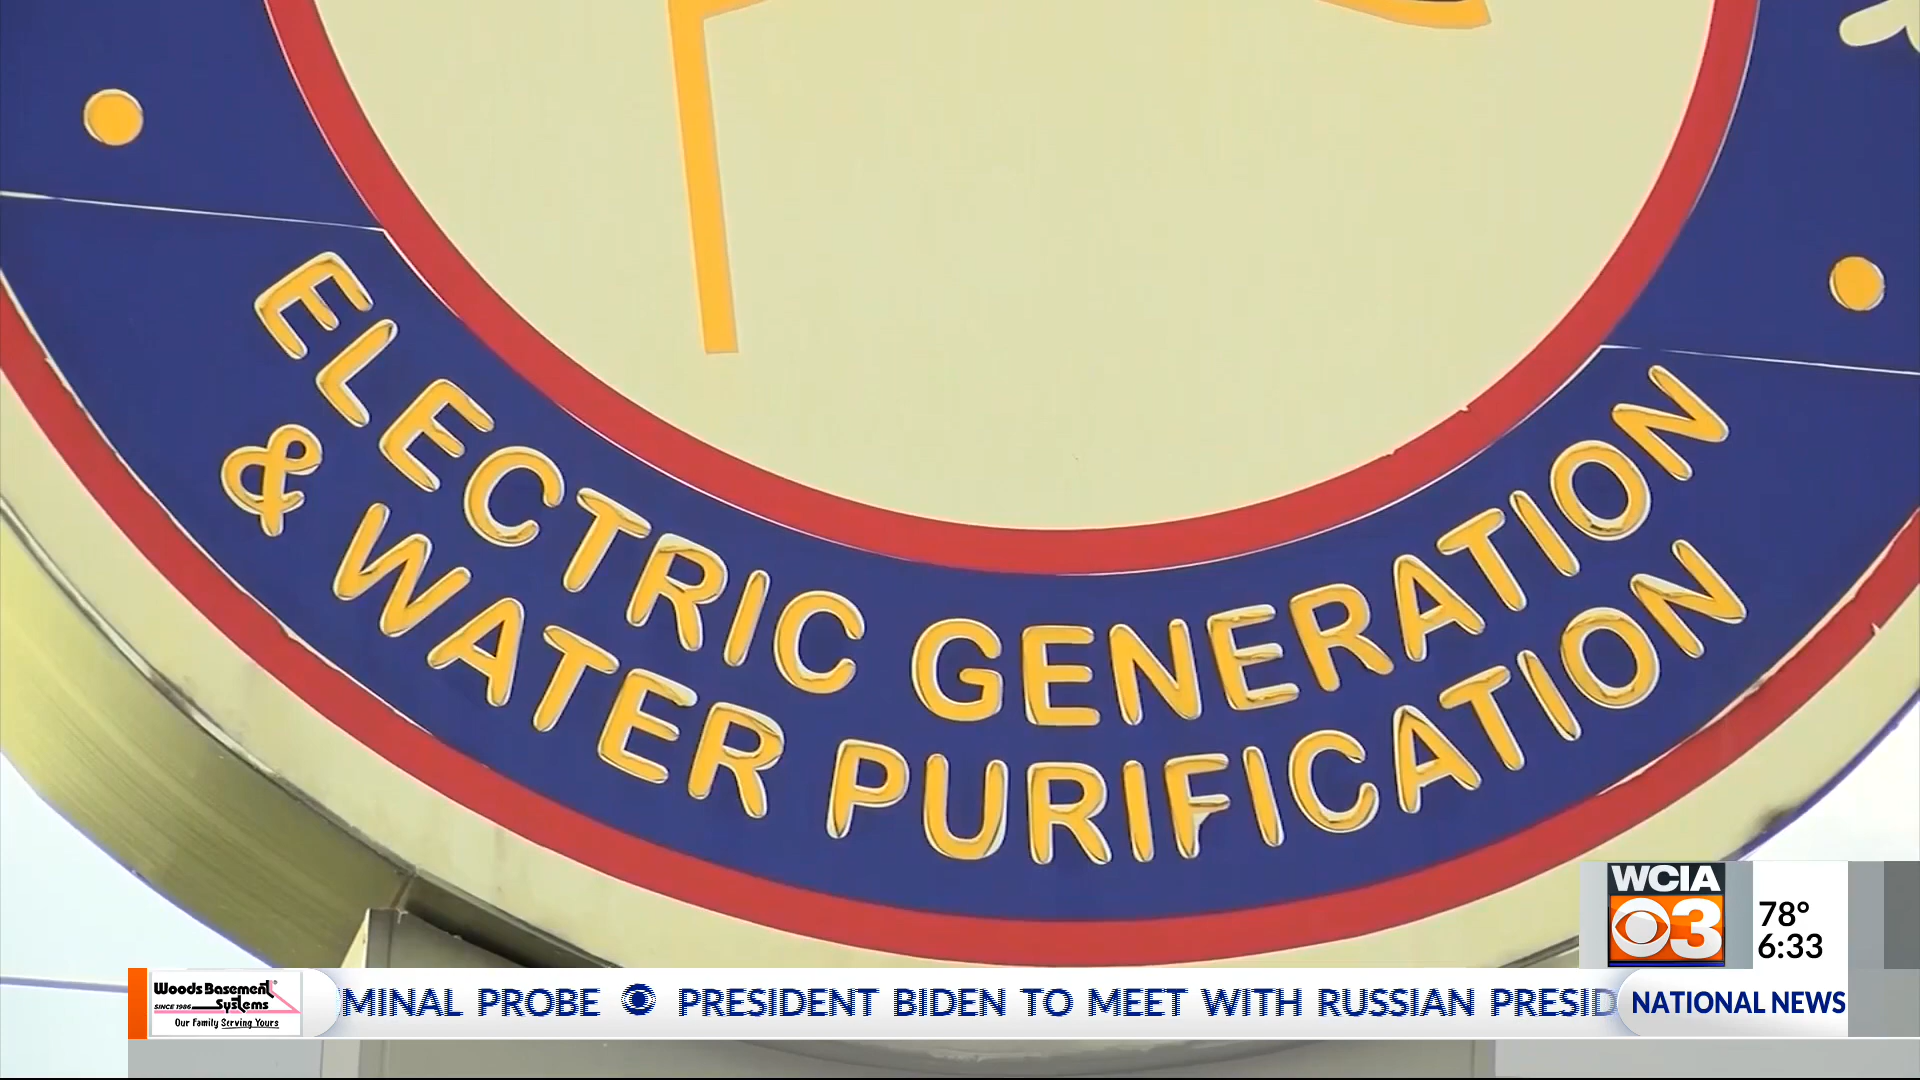 ELECTRIC GENERATION
& WATER PURIFICATION
WCIA
3
78°
6:33
Woods Basement
Systems
SINCE 1986
Our Family Serving Yours
MINAL PROBE PRESIDENT BIDEN TO MEET WITH RUSSIAN PRESID
NATIONAL NEWS